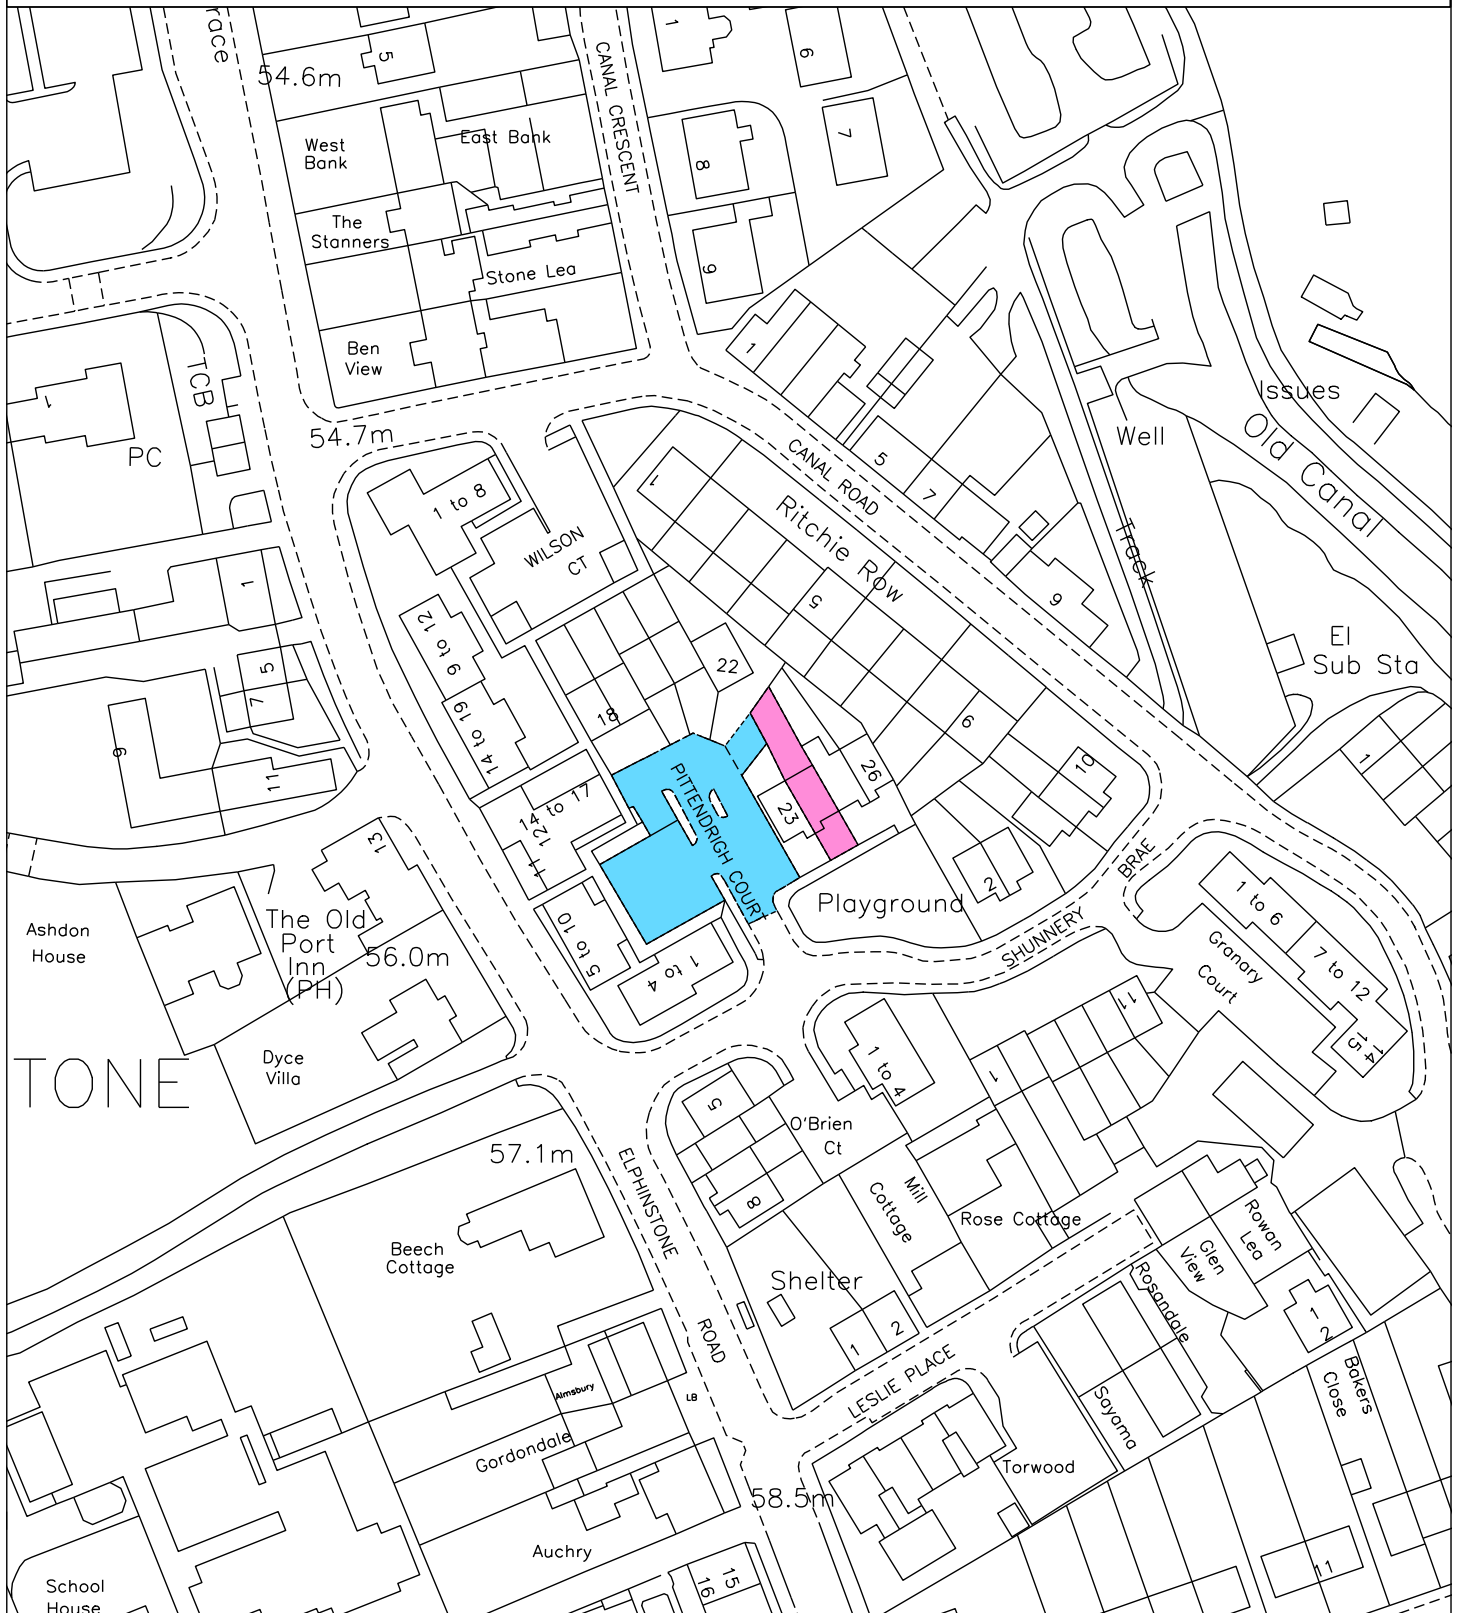 race
54.6m
5
CANAL CRESCENT
1
6
7
8
9
West
Bank
East Bank
The
Stanners
Stone Lea
Ben
View
TCB
1
PC
54.7m
1
5
7
9
CANAL ROAD
Well
Issues
Old Canal
Track
El
Sub Sta
1
1 to 8
WILSON
CT
1
Ritchie Row
5
6
10
9 to 12
14 to 19
18
22
1
5
7
9
11
PITTENDRIGH COURT
23
26
14 to 17
12
11
5 to 10
1 to
4
Playground
2
SHUNNERY
BRAE
1 to 6
7 to 12
14
15
Granary
Court
13
The Old
Port
Inn
(PH)
56.0m
Ashdon
House
Dyce
Villa
TONE
1 to 4
1
11
5
8
O'Brien
Ct
57.1m
ELPHINSTONE
ROAD
Mill
Cottage
Rose Cottage
Beech
Cottage
Shelter
1
2
LESLIE PLACE
Rowan
Lea
Glen
View
Rosandale
1
2
Bakers
Close
Sayama
Torwood
Almsbury
LB
Gordondale
58.5m
Auchry
15
16
11
School
House